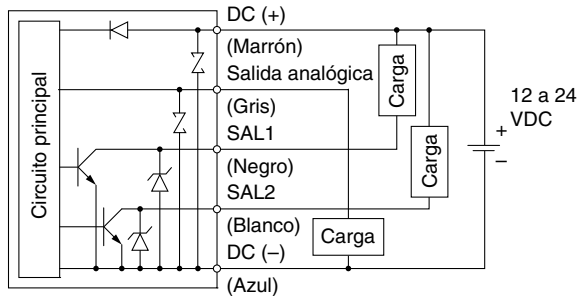 DC (+)
(Marrón)
Salida analógica
(Gris)
SAL1
(Negro)
SAL2
(Blanco)
DC (–)
(Azul)
Circuito principal
Carga
Carga
Carga
12 a 24
VDC
+
–